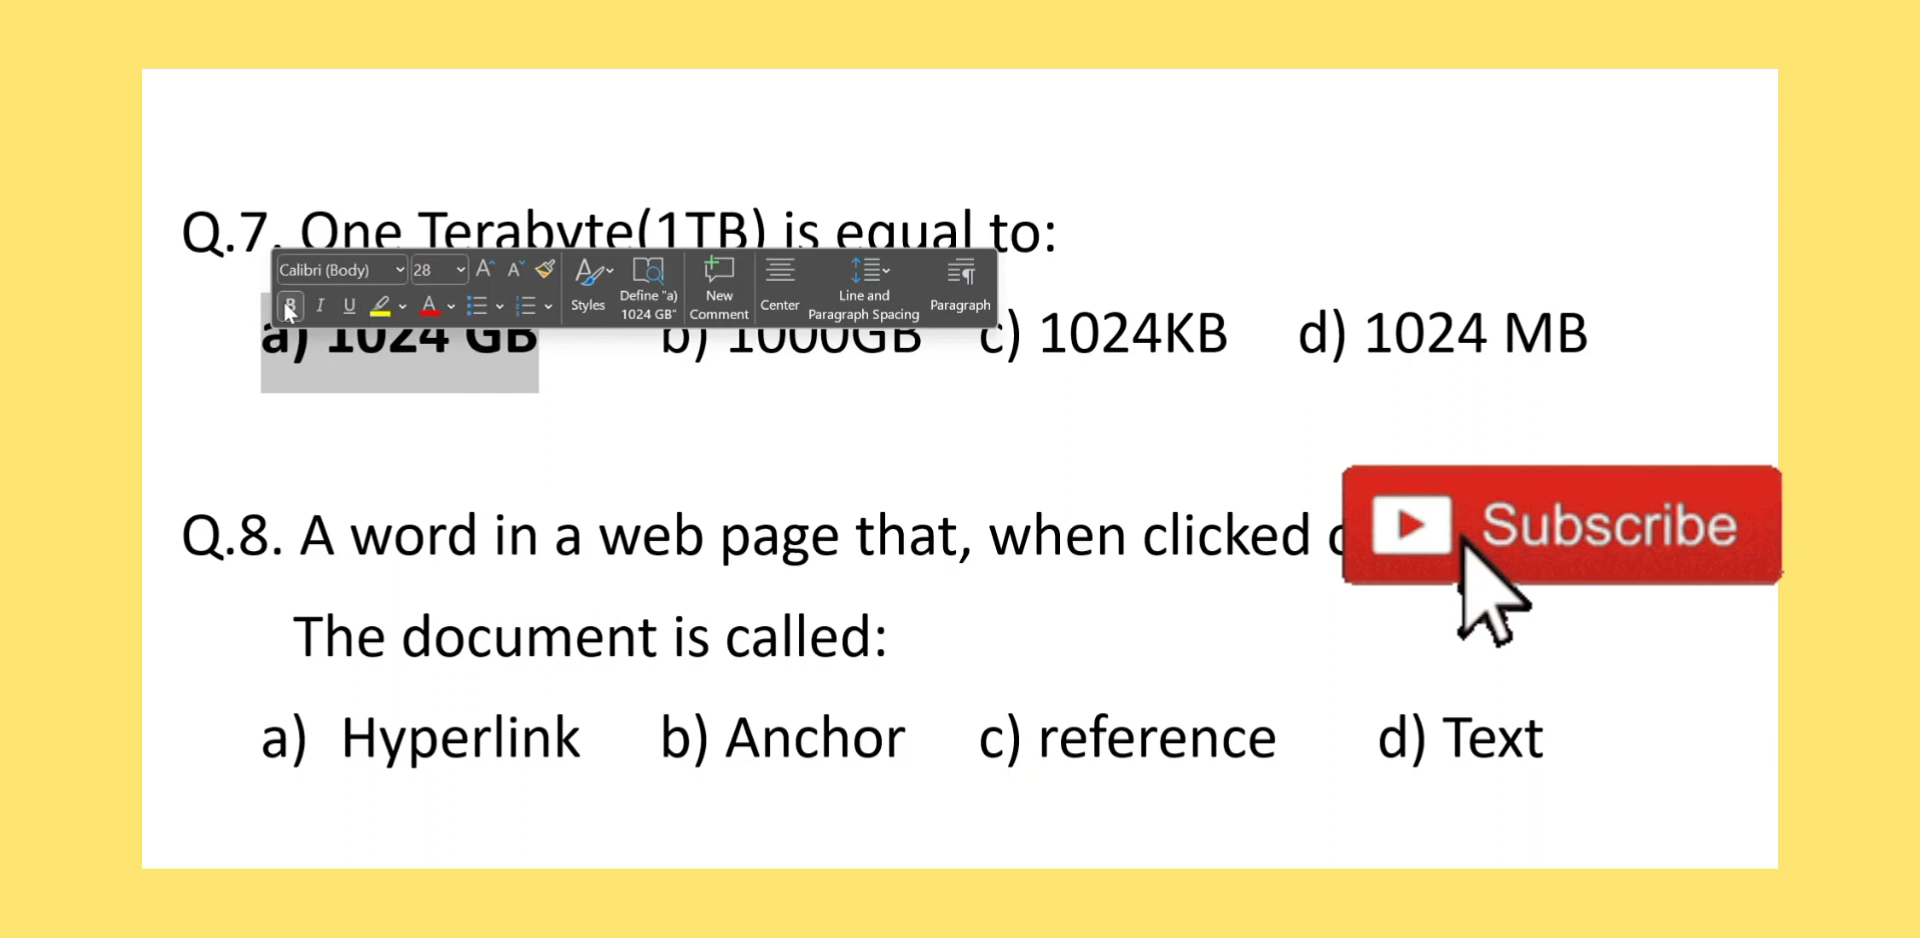 Q.7. One Terabyte(1TB) is equal to:
Calibri (Body) 28
B I U A Styles Define "a) 1024 GB" New Comment Center Line and Paragraph Spacing Paragraph
a) 1024 GB b) 1000GB c) 1024KB d) 1024 MB
Q.8. A word in a web page that, when clicked
Subscribe
The document is called:
a) Hyperlink b) Anchor c) reference d) Text